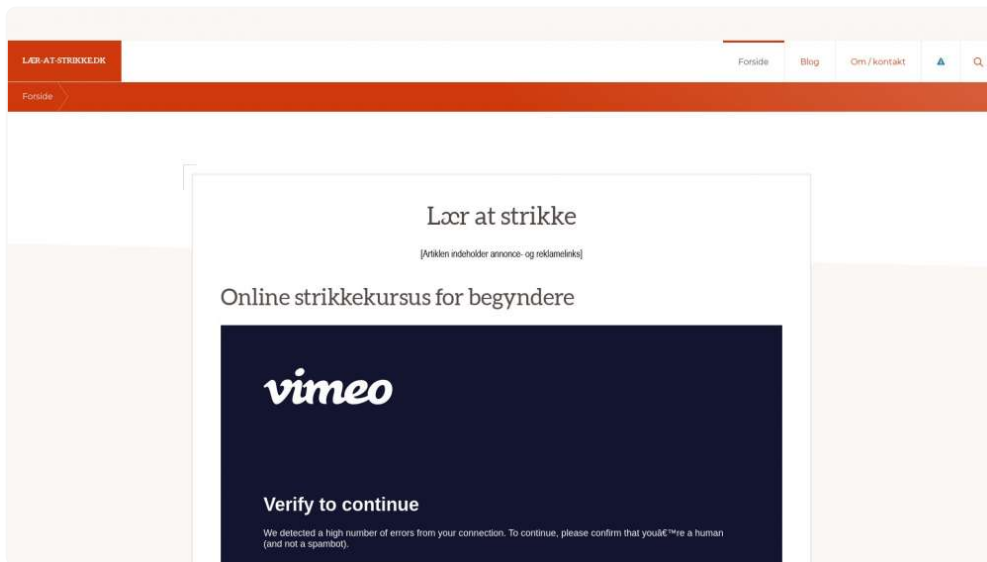 LÆR-AT-STRIKKE.DK
Forside
Blog
Om / kontakt
Forside
Lær at strikke
[Artiklen indeholder annonce- og reklamelinks]
Online strikkekursus for begyndere
vimeo
Verify to continue
We detected a high number of errors from your connection. To continue, please confirm that youâ€™re a human
(and not a spambot).